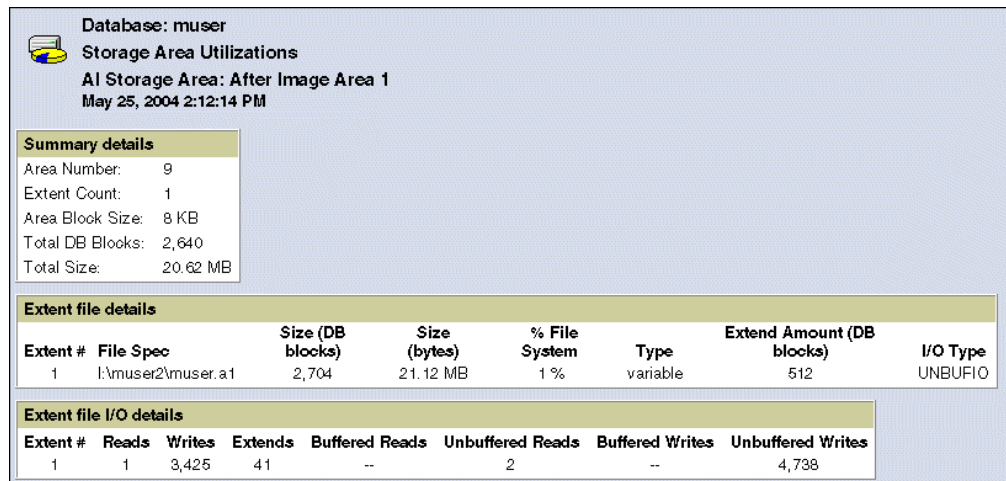 Database: muser
Storage Area Utilizations
AI Storage Area: After Image Area 1
May 25, 2004 2:12:14 PM
Summary details
Area Number: 9
Extent Count: 1
Area Block Size: 8 KB
Total DB Blocks: 2,640
Total Size: 20.62 MB
Extent file details
Extent # File Spec Size (DB blocks) Size (bytes) % File System Type Extend Amount (DB blocks) I/O Type
1 I:\muser2\muser.a1 2,704 21.12 MB 1 % variable 512 UNBUFIO
Extent file I/O details
Extent # Reads Writes Extends Buffered Reads Unbuffered Reads Buffered Writes Unbuffered Writes
1 1 3,425 41 -- 2 -- 4,738